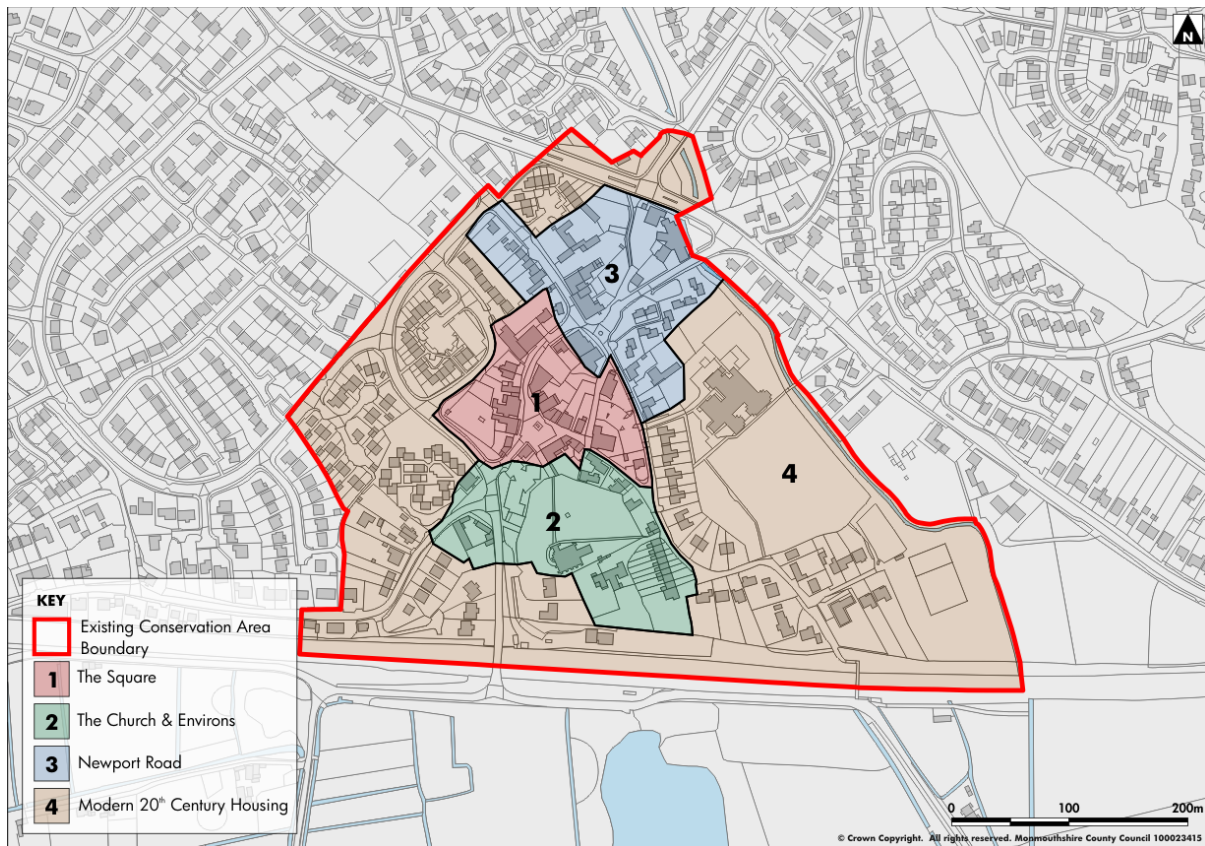 N
3
1
4
2
KEY
Existing Conservation Area
Boundary
1 The Square
2 The Church & Environs
3 Newport Road
4 Modern 20th Century Housing
0 100 200m
© Crown Copyright. All rights reserved. Monmouthshire County Council 100023415